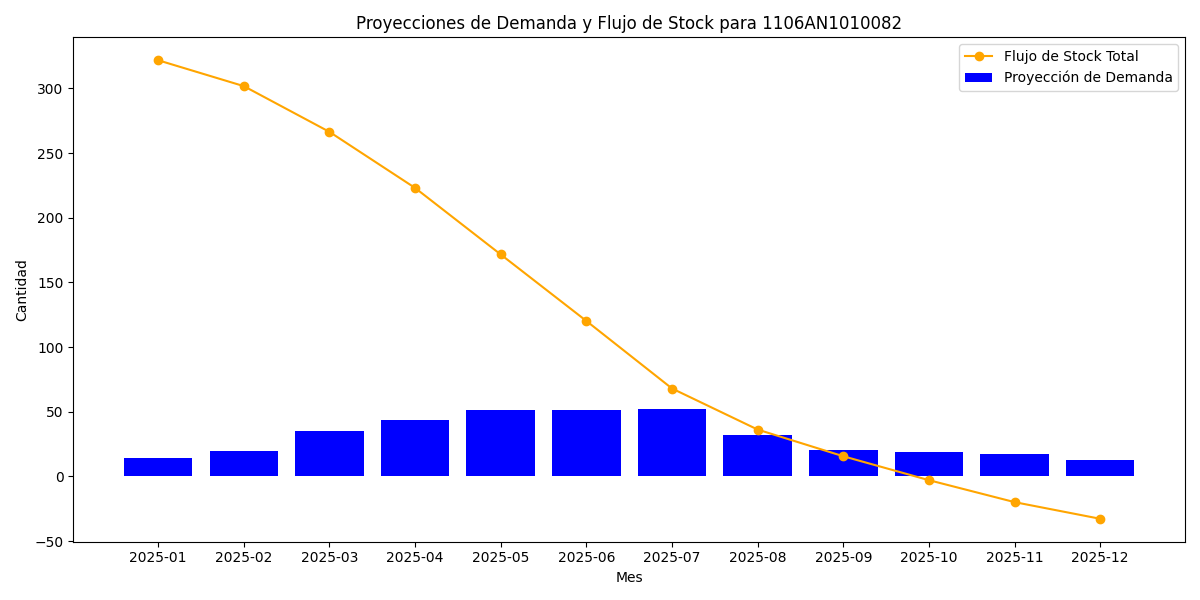 Proyecciones de Demanda y Flujo de Stock para 1106AN1010082
Flujo de Stock Total
Proyección de Demanda
Cantidad
300
250
200
150
100
50
0
−50
2025-01 2025-02 2025-03 2025-04 2025-05 2025-06 2025-07 2025-08 2025-09 2025-10 2025-11 2025-12
Mes